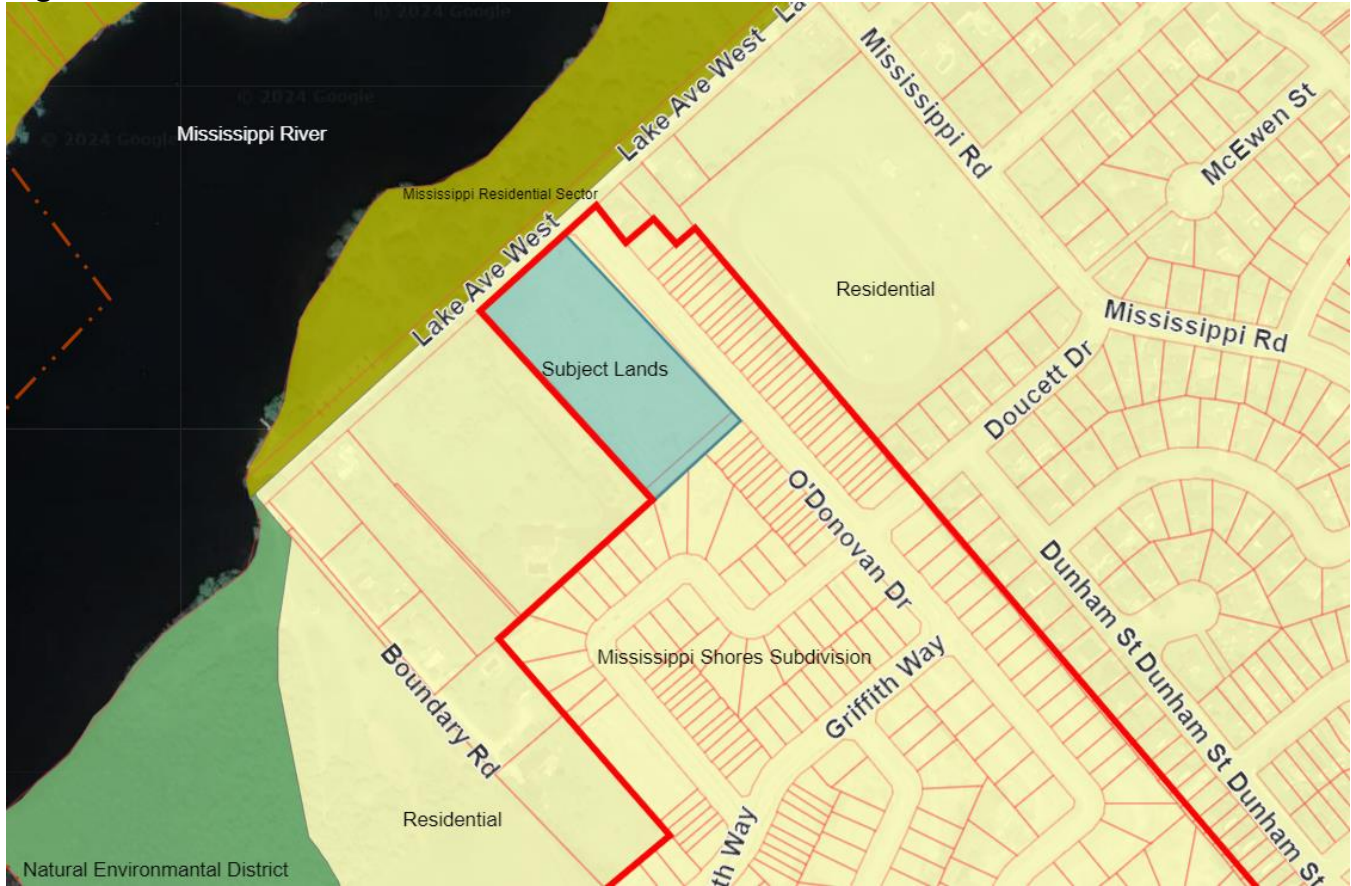 © 2024 Google
Lake Ave West
La
© 2024 Google
© 2024 Google
Mississippi River
Mississippi Rd
McEwen St
Mississippi Residential Sector
Lake Ave West
Residential
Mississippi Rd
Subject Lands
Doucett Dr
O'Donovan Dr
Dunham St
Dunham St
Dunham St
Mississippi Shores Subdivision
Griffith Way
Boundary Rd
Residential
th Way
Natural Environmantal District